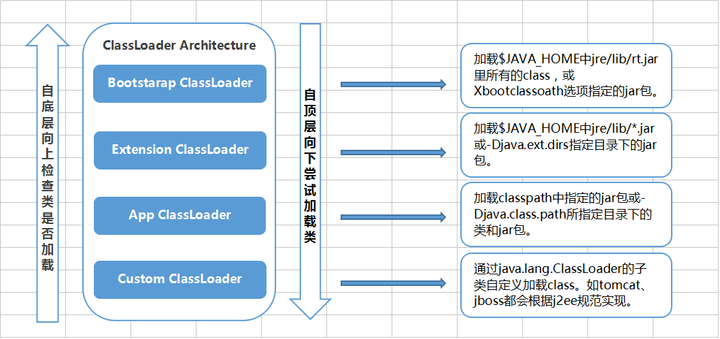 自底层向上检查类是否加载
ClassLoader Architecture
Bootstarap ClassLoader
Extension ClassLoader
App ClassLoader
Custom ClassLoader
自顶层向下尝试加载类
加载$JAVA_HOME中jre/lib/rt.jar
里所有的class，或
Xbootclassoath选项指定的jar包。
加载$JAVA_HOME中jre/lib/*.jar
或-Djava.ext.dirs指定目录下的jar
包。
加载classpath中指定的jar包或-
Djava.class.path所指定目录下的
类和jar包。
通过java.lang.ClassLoader的子
类自定义加载class。如tomcat、
jboss都会根据j2ee规范实现。